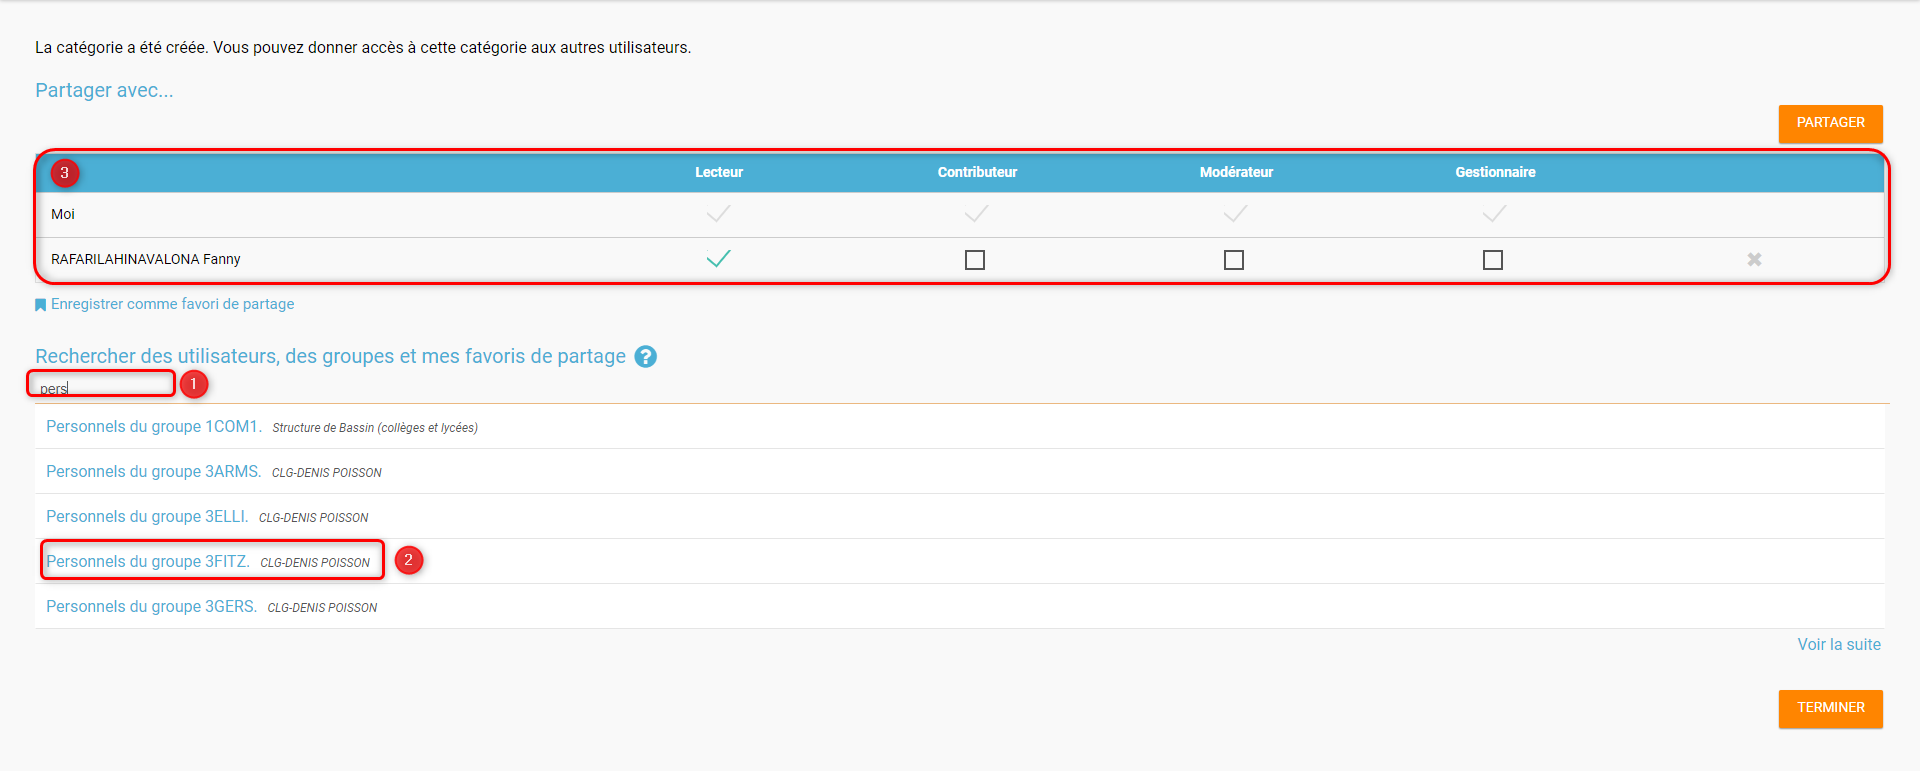 La catégorie a été créée. Vous pouvez donner accès à cette catégorie aux autres utilisateurs.
Partager avec...
PARTAGER
3 Lecteur Contributeur Modérateur Gestionnaire
Moi
RAFARILAHINAVALONA Fanny
Enregistrer comme favori de partage
Rechercher des utilisateurs, des groupes et mes favoris de partage ?
pers 1
Personnels du groupe 1COM1. Structure de Bassin (collèges et lycées)
Personnels du groupe 3ARMS. CLG-DENIS POISSON
Personnels du groupe 3ELLI. CLG-DENIS POISSON
Personnels du groupe 3FITZ. CLG-DENIS POISSON 2
Personnels du groupe 3GERS. CLG-DENIS POISSON
Voir la suite
TERMINER